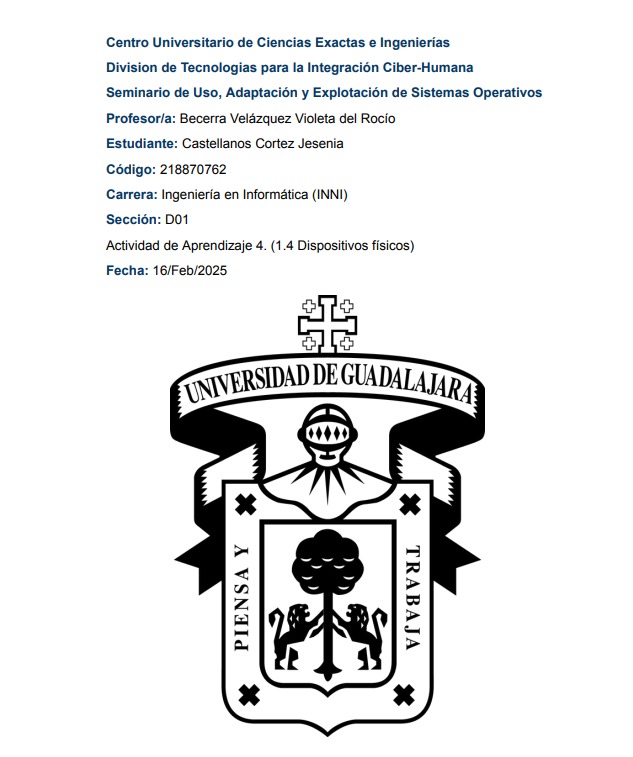 Centro Universitario de Ciencias Exactas e Ingenierías
Division de Tecnologias para la Integración Ciber-Humana
Seminario de Uso, Adaptación y Explotación de Sistemas Operativos
Profesor/a: Becerra Velázquez Violeta del Rocío
Estudiante: Castellanos Cortez Jesenia
Código: 218870762
Carrera: Ingeniería en Informática (INNI)
Sección: D01
Actividad de Aprendizaje 4. (1.4 Dispositivos físicos)
Fecha: 16/Feb/2025
UNIVERSIDAD DE GUADALAJARA
PIENSA Y
TRABAJA